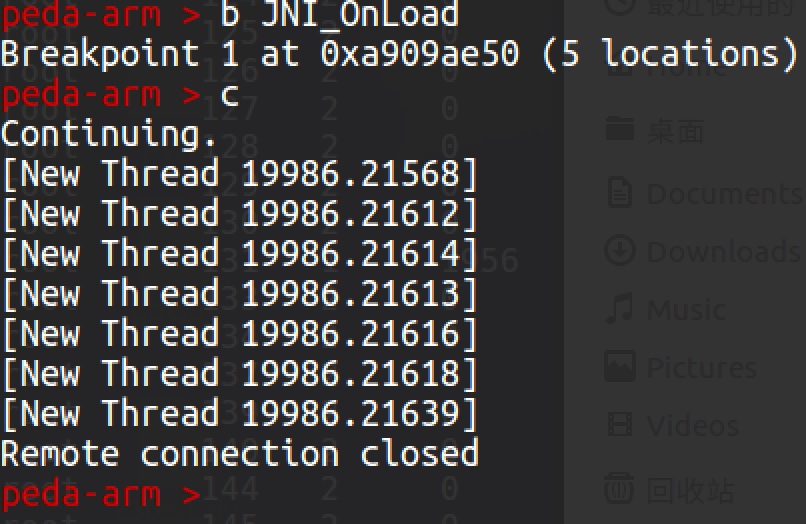 peda-arm > b JNI_OnLoad
Breakpoint 1 at 0xa909ae50 (5 locations)
peda-arm > c
Continuing.
[New Thread 19986.21568]
[New Thread 19986.21612]
[New Thread 19986.21614]
[New Thread 19986.21613]
[New Thread 19986.21616]
[New Thread 19986.21618]
[New Thread 19986.21639]
Remote connection closed
peda-arm >
最近使用的
Home
桌面
Documents
Downloads
Music
Pictures
Videos
回收站